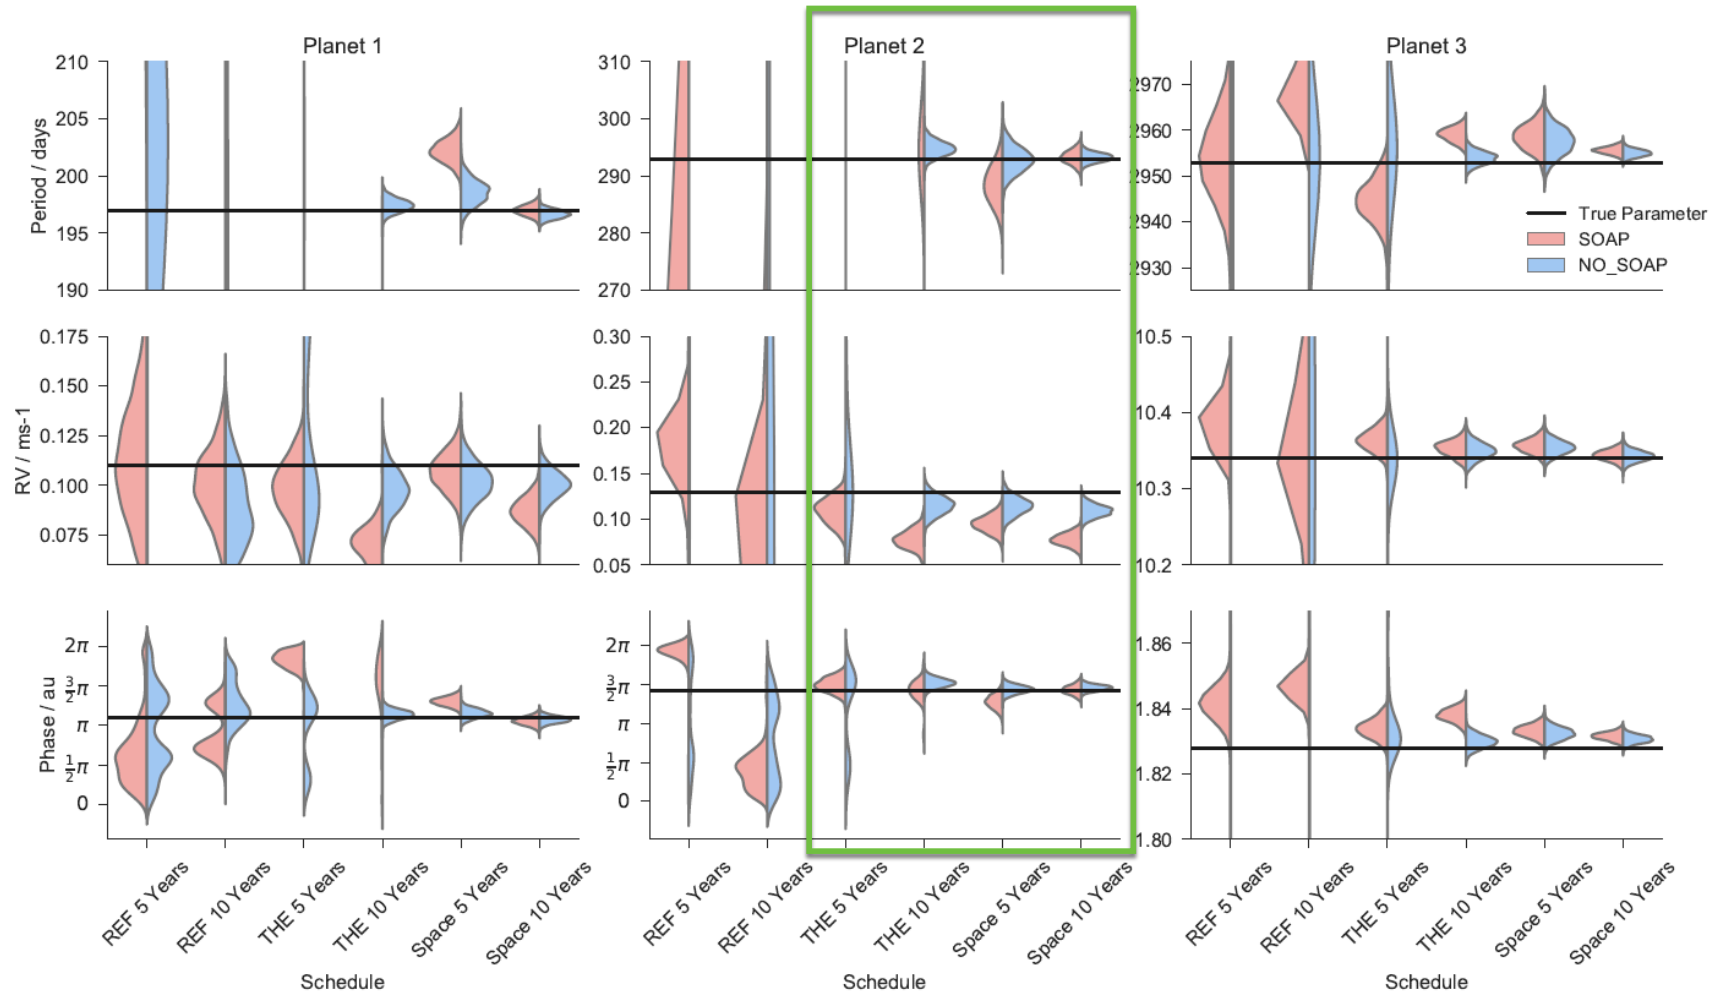 Planet 1
Planet 2
Planet 3
Period / days
210
205
200
195
190
310
300
290
280
270
2970
2960
2950
2940
2930
True Parameter
SOAP
NO_SOAP
RV / ms-1
0.175
0.150
0.125
0.100
0.075
0.30
0.25
0.20
0.15
0.10
0.05
10.5
10.4
10.3
10.2
Phase / au
2π
3/2 π
π
1/2 π
0
2π
3/2 π
π
1/2 π
0
1.86
1.84
1.82
1.80
REF 5 Years
REF 10 Years
THE 5 Years
THE 10 Years
Space 5 Years
Space 10 Years
REF 5 Years
REF 10 Years
THE 5 Years
THE 10 Years
Space 5 Years
Space 10 Years
REF 5 Years
REF 10 Years
THE 5 Years
THE 10 Years
Space 5 Years
Space 10 Years
Schedule
Schedule
Schedule